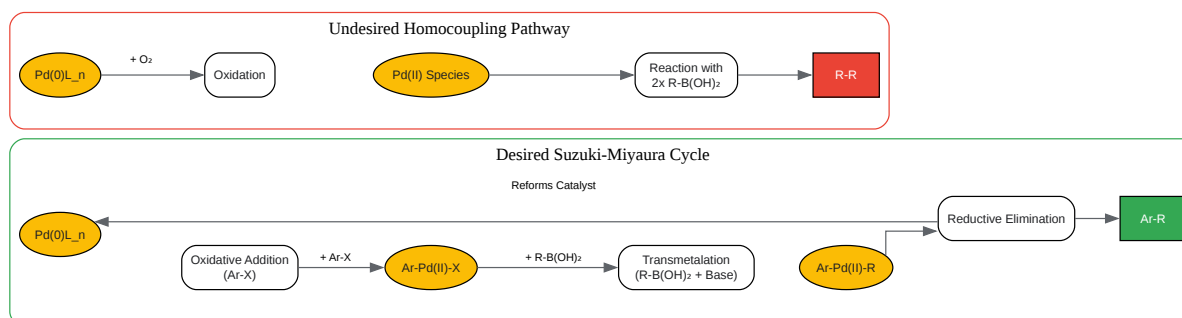 Undesired Homocoupling Pathway
Pd(0)L_n
+ O₂
Oxidation
Pd(II) Species
Reaction with
2x R-B(OH)₂
R-R
Desired Suzuki-Miyaura Cycle
Reforms Catalyst
Pd(0)L_n
Reductive Elimination
Ar-R
Oxidative Addition
(Ar-X)
+ Ar-X
Ar-Pd(II)-X
+ R-B(OH)₂
Transmetalation
(R-B(OH)₂ + Base)
Ar-Pd(II)-R